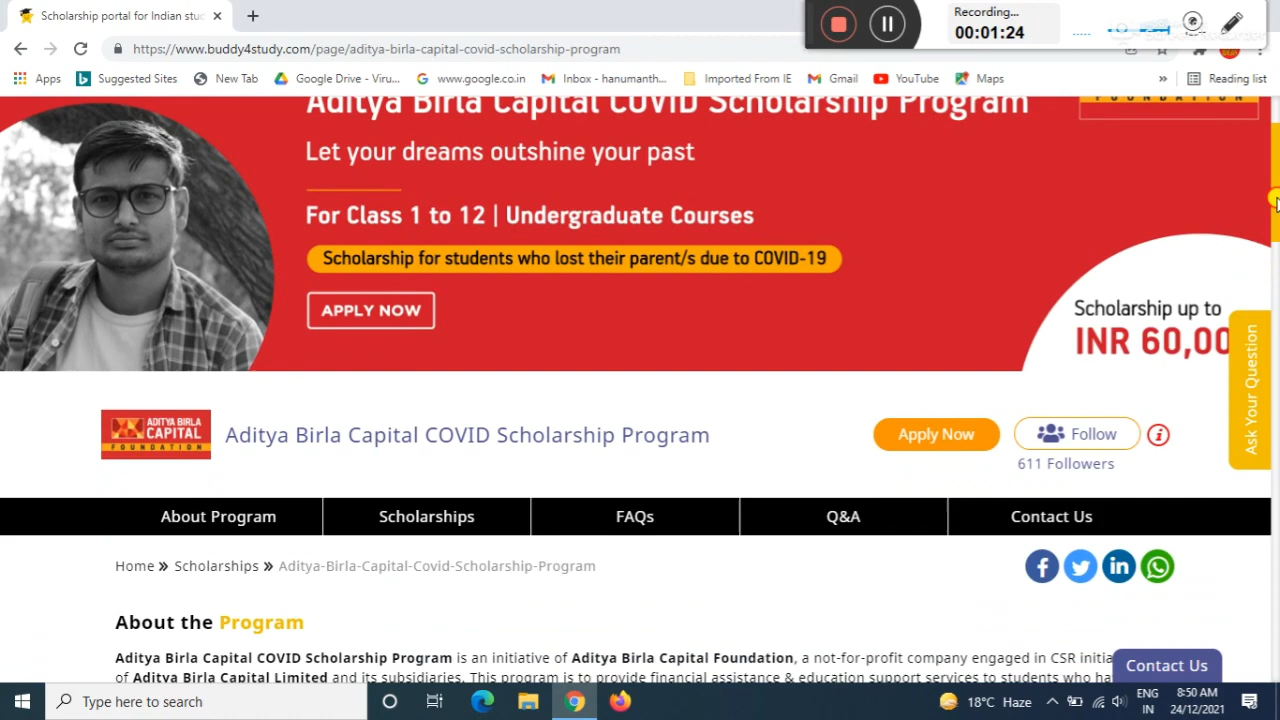 Scholarship portal for Indian stu
Recording...
00:01:24
https://www.buddy4study.com/page/aditya-birla-capital-covid-scholarship-program
Apps
Suggested Sites
New Tab
Google Drive - Viru...
www.google.co.in
Inbox - hanumanth...
Imported From IE
Gmail
YouTube
Maps
»
Reading list
Aditya Birla Capital COVID Scholarship Program
FOUNDATION
Let your dreams outshine your past
For Class 1 to 12 | Undergraduate Courses
Scholarship for students who lost their parent/s due to COVID-19
APPLY NOW
Scholarship up to
INR 60,00
Ask Your Question
ADITYA BIRLA
CAPITAL
FOUNDATION
Aditya Birla Capital COVID Scholarship Program
Apply Now
Follow
611 Followers
About Program
Scholarships
FAQs
Q&A
Contact Us
Home » Scholarships » Aditya-Birla-Capital-Covid-Scholarship-Program
About the Program
Aditya Birla Capital COVID Scholarship Program is an initiative of Aditya Birla Capital Foundation, a not-for-profit company engaged in CSR initia
of Aditya Birla Capital Limited and its subsidiaries. This program is to provide financial assistance & education support services to students who ha
Contact Us
Type here to search
18°C Haze
ENG
IN
8:50 AM
24/12/2021